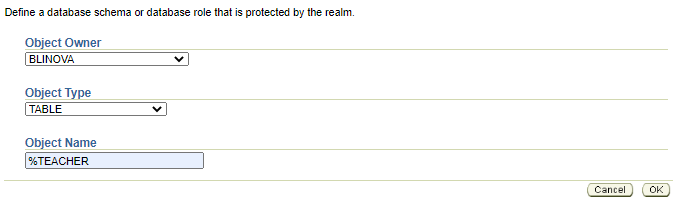 Define a database schema or database role that is protected by the realm.
Object Owner
BLINOVA
Object Type
TABLE
Object Name
%TEACHER
Cancel OK